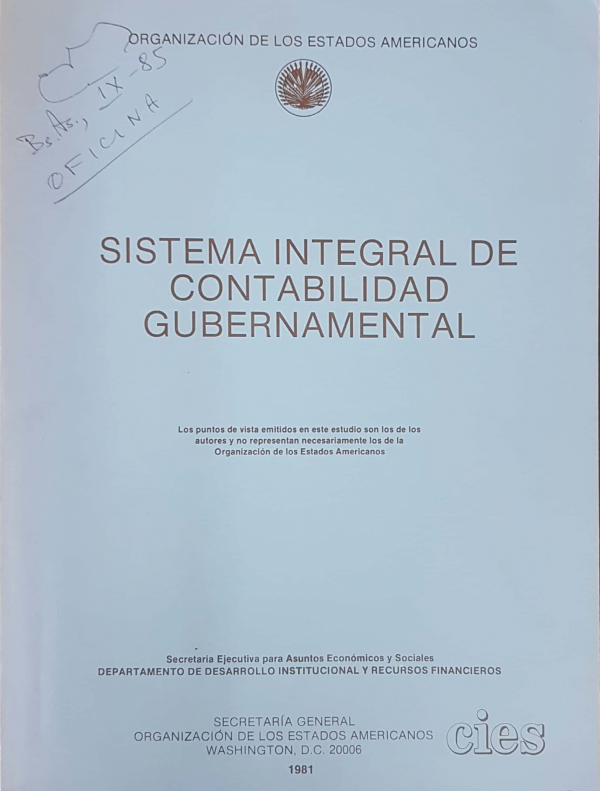 ORGANIZACIÓN DE LOS ESTADOS AMERICANOS
Bs. As., IX-85
OFICINA
SISTEMA INTEGRAL DE
CONTABILIDAD
GUBERNAMENTAL
Los puntos de vista emitidos en este estudio son los de los
autores y no representan necesariamente los de la
Organización de los Estados Americanos
Secretaría Ejecutiva para Asuntos Económicos y Sociales
DEPARTAMENTO DE DESARROLLO INSTITUCIONAL Y RECURSOS FINANCIEROS
SECRETARÍA GENERAL
ORGANIZACIÓN DE LOS ESTADOS AMERICANOS
WASHINGTON, D.C. 20006
cies
1981